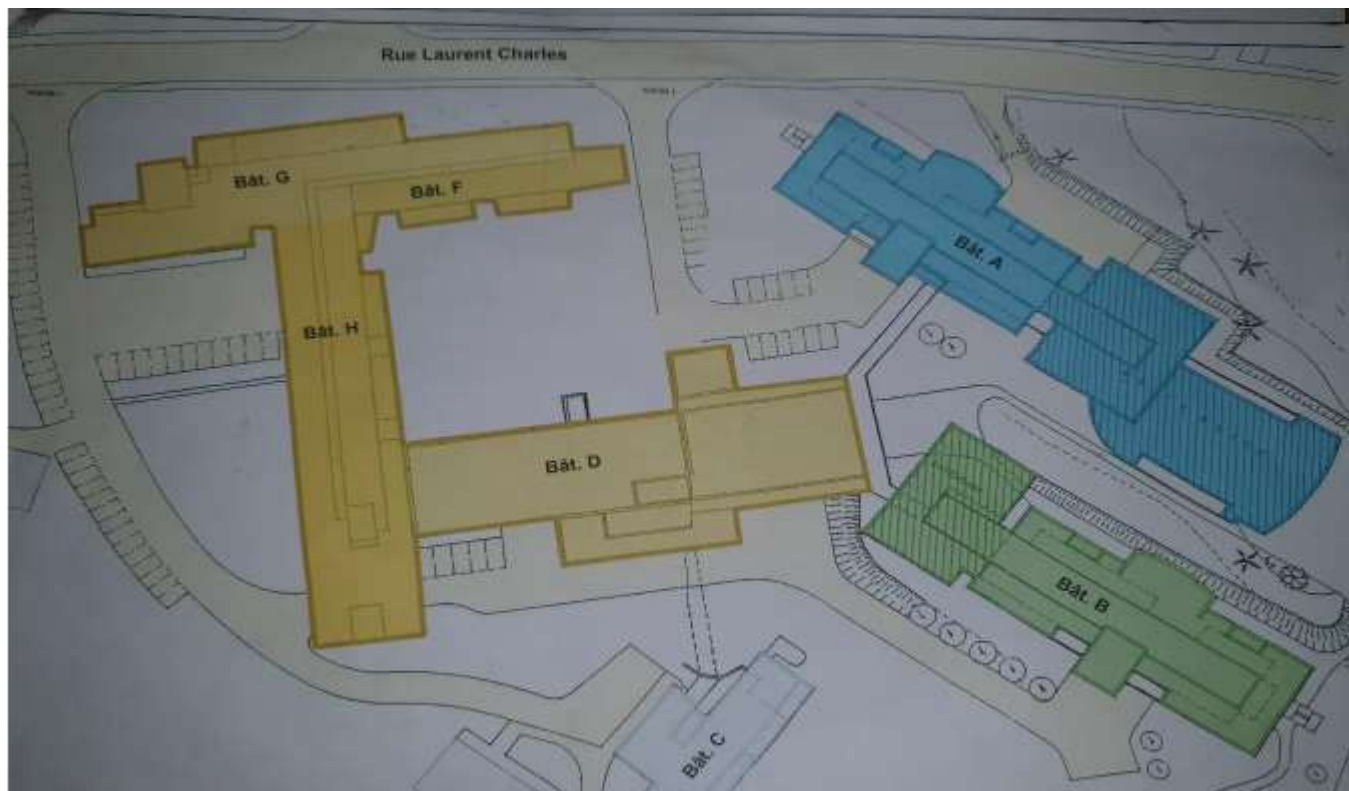 Rue Laurent Charles
Bât. G
Bât. F
Bât. A
Bât. H
Bât. D
Bât. B
Bât. C